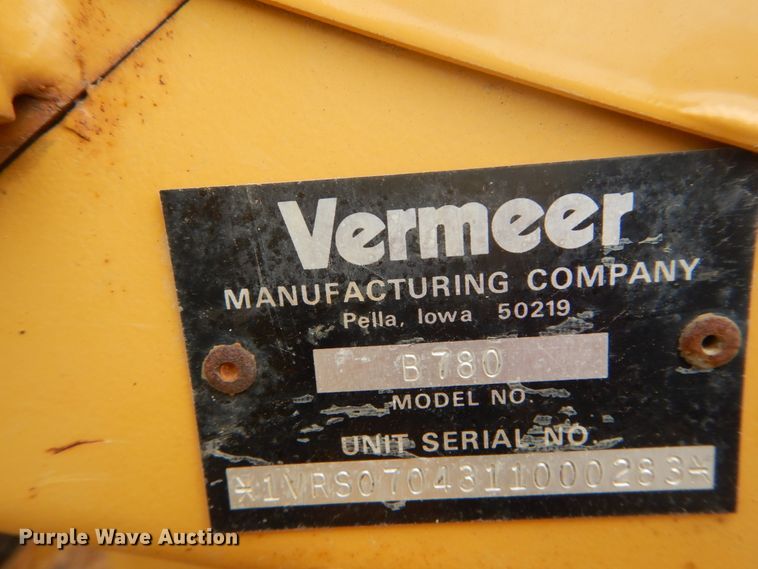 Vermeer
MANUFACTURING COMPANY
Pella, Iowa 50219
B780
MODEL NO.
UNIT SERIAL NO.
*1VRS0704311000283*
Purple Wave Auction